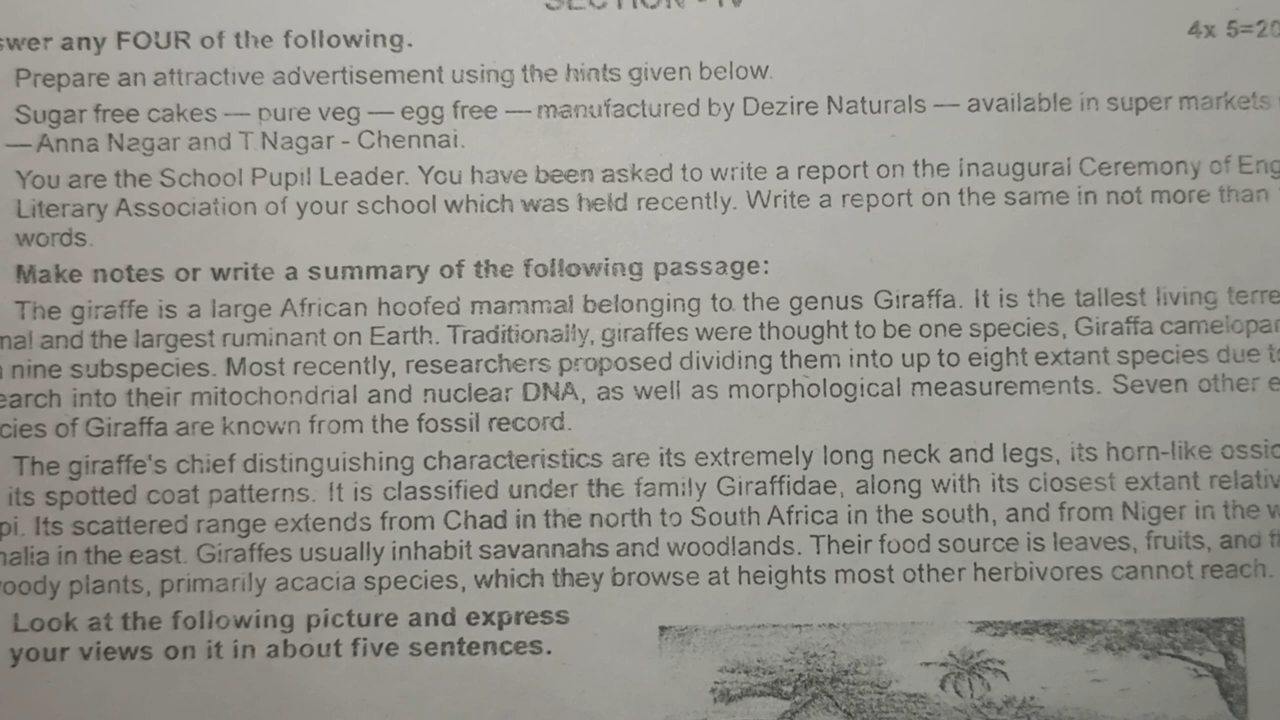 SECTION - IV
swer any FOUR of the following.
4x 5=20
Prepare an attractive advertisement using the hints given below.
Sugar free cakes — pure veg — egg free — manufactured by Dezire Naturals — available in super markets
— Anna Nagar and T.Nagar - Chennai.
You are the School Pupil Leader. You have been asked to write a report on the Inaugural Ceremony of Eng
Literary Association of your school which was held recently. Write a report on the same in not more than
words.
Make notes or write a summary of the following passage:
The giraffe is a large African hoofed mammal belonging to the genus Giraffa. It is the tallest living terre
mal and the largest ruminant on Earth. Traditionally, giraffes were thought to be one species, Giraffa camelopar
nine subspecies. Most recently, researchers proposed dividing them into up to eight extant species due to
earch into their mitochondrial and nuclear DNA, as well as morphological measurements. Seven other e
cies of Giraffa are known from the fossil record.
The giraffe's chief distinguishing characteristics are its extremely long neck and legs, its horn-like ossic
its spotted coat patterns. It is classified under the family Giraffidae, along with its closest extant relativ
pi. Its scattered range extends from Chad in the north to South Africa in the south, and from Niger in the w
malia in the east. Giraffes usually inhabit savannahs and woodlands. Their food source is leaves, fruits, and fl
woody plants, primarily acacia species, which they browse at heights most other herbivores cannot reach.
Look at the following picture and express
your views on it in about five sentences.